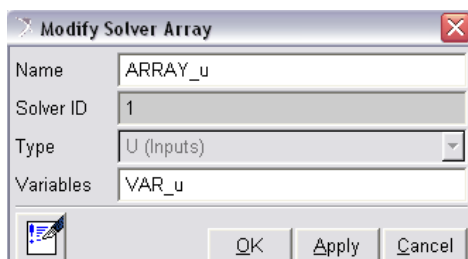 Modify Solver Array
Name ARRAY_u
Solver ID 1
Type U (Inputs)
Variables VAR_u
OK Apply Cancel